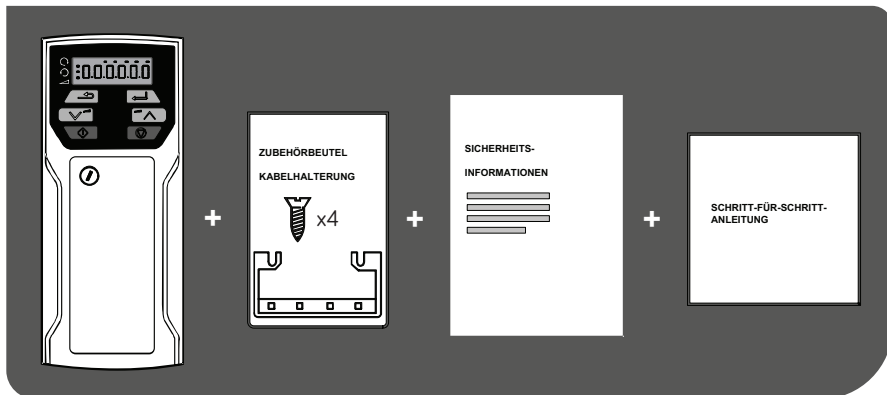 0.0.0.0.0.0
+
ZUBEHÖRBEUTEL
KABELHALTERUNG
x4
+
SICHERHEITS-
INFORMATIONEN
+
SCHRITT-FÜR-SCHRITT-
ANLEITUNG